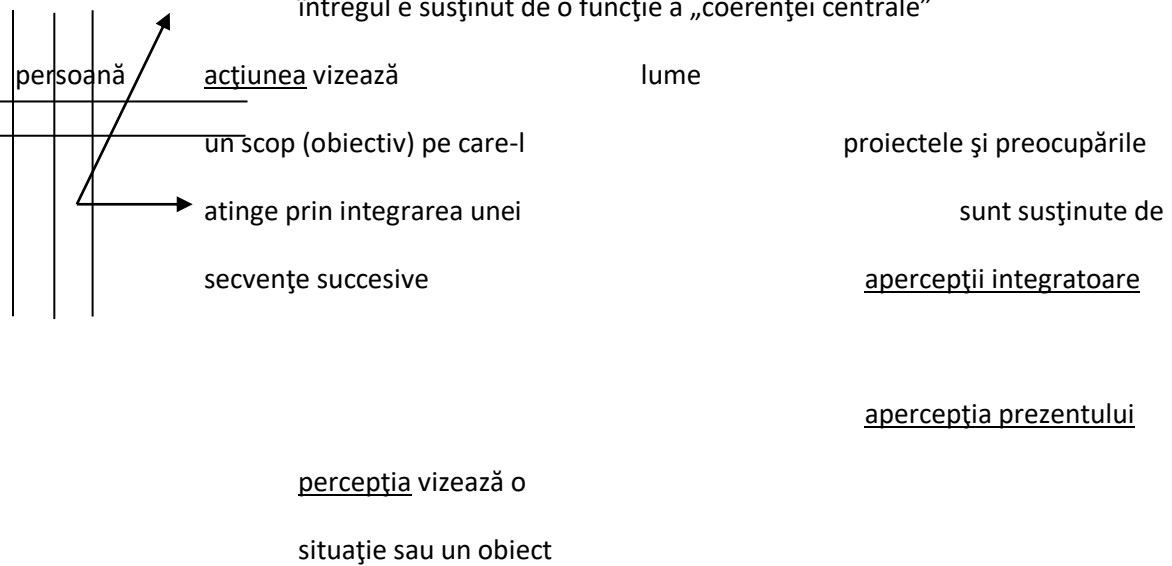 întregul e susţinut de o funcţie a „coerenţei centrale”
persoană acţiunea vizează lume
un scop (obiectiv) pe care-l proiectele şi preocupările
atinge prin integrarea unei sunt susţinute de
secvenţe succesive apercepţii integratoare
apercepţia prezentului
percepţia vizează o
situaţie sau un obiect